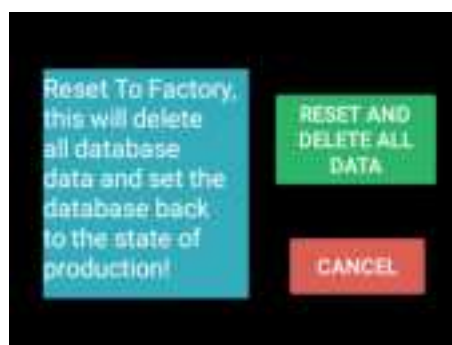 Reset To Factory,
this will delete
all database
data and set the
database back
to the state of
production!
RESET AND
DELETE ALL
DATA
CANCEL